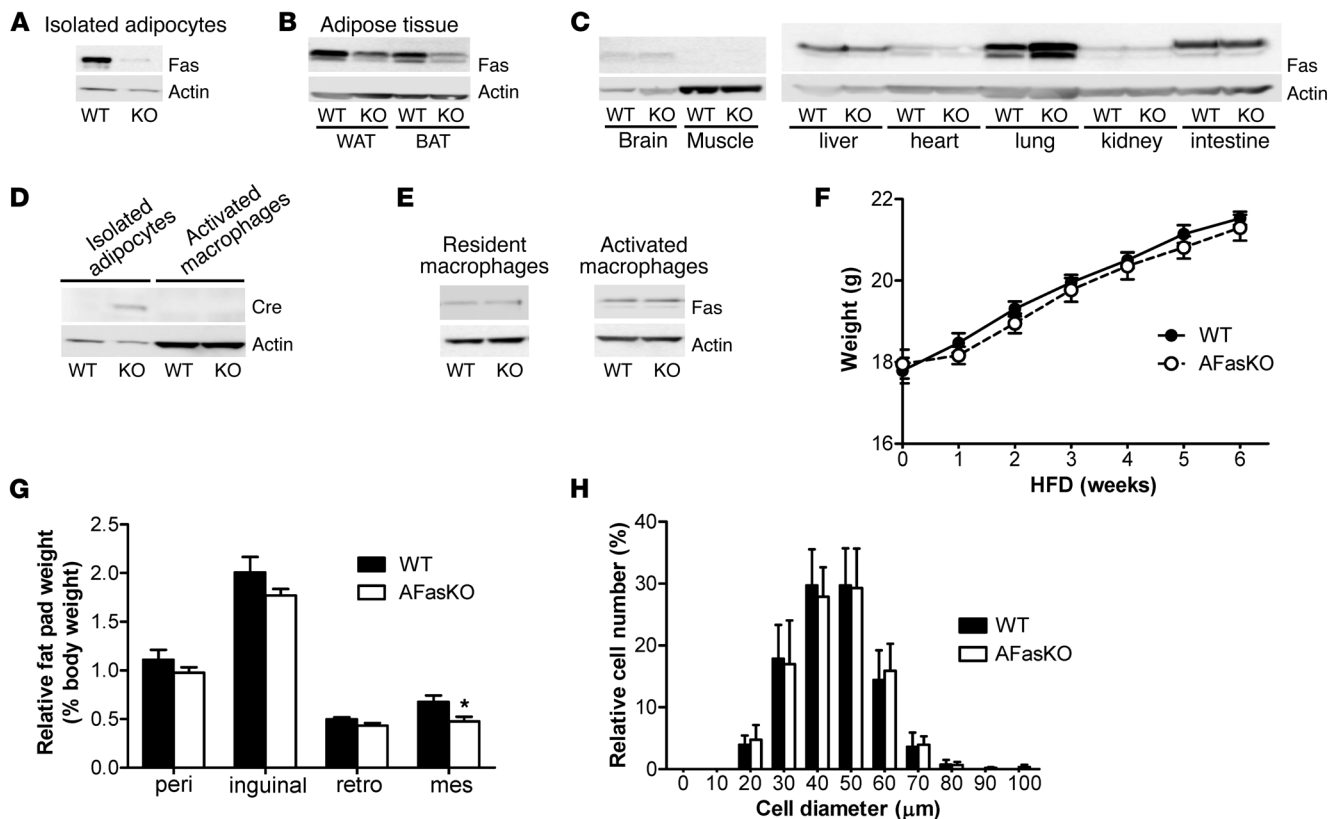 A
Isolated adipocytes
Fas
Actin
WT KO
B
Adipose tissue
Fas
Actin
WT KO WT KO
WAT BAT
C
Fas
Actin
WT KO WT KO WT KO WT KO WT KO WT KO WT KO
Brain Muscle liver heart lung kidney intestine
D
Isolated adipocytes
Activated macrophages
Cre
Actin
WT KO WT KO
E
Resident macrophages
Activated macrophages
Fas
Actin
WT KO WT KO
F
Weight (g)
22
20
18
16
0 1 2 3 4 5 6
HFD (weeks)
WT
AFasKO
G
Relative fat pad weight
(% body weight)
2.5
2.0
1.5
1.0
0.5
0.0
WT
AFasKO
*
peri inguinal retro mes
H
Relative cell number (%)
40
30
20
10
0
WT
AFasKO
0 10 20 30 40 50 60 70 80 90 100
Cell diameter (µm)